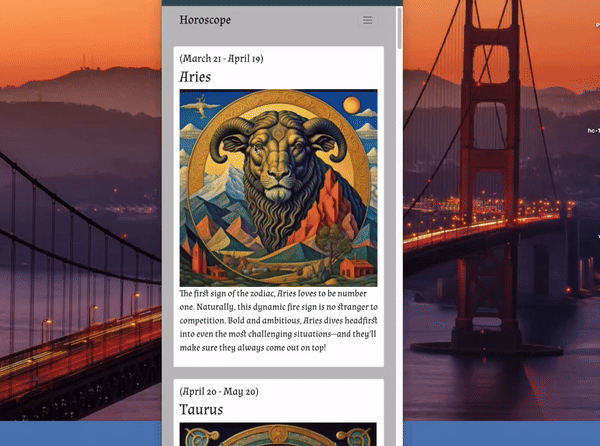 Horoscope
(March 21 - April 19)
Aries
The first sign of the zodiac, Aries loves to be number
one. Naturally, this dynamic fire sign is no stranger to
competition. Bold and ambitious, Aries dives headfirst
into even the most challenging situations—and they'll
make sure they always come out on top!
(April 20 - May 20)
Taurus